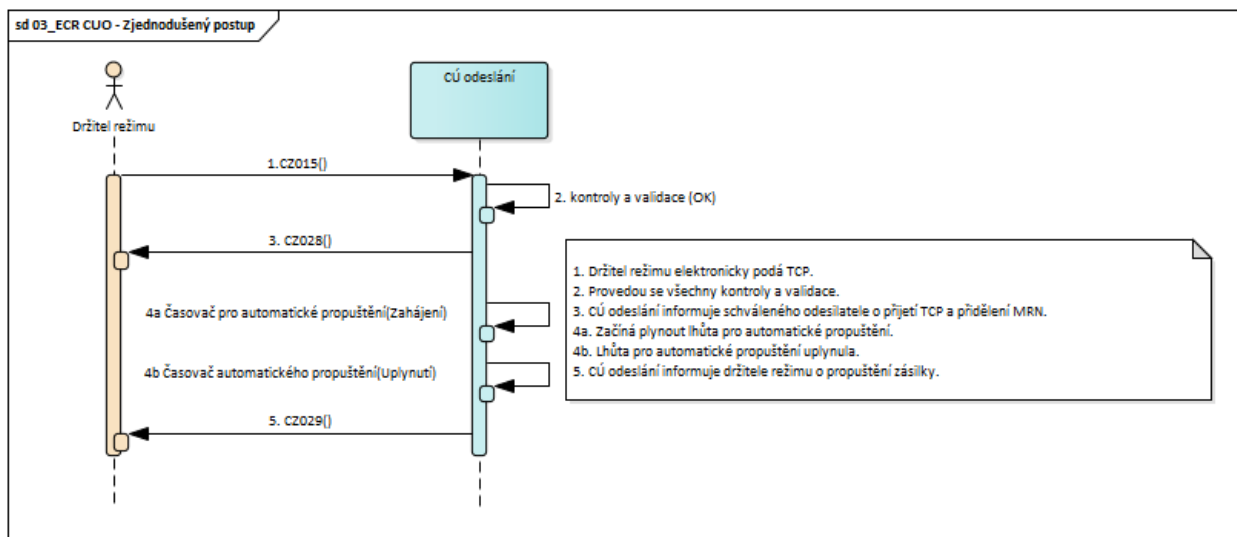 sd 03_ECR CUO - Zjednodušený postup
CÚ odeslání
Držitel režimu
1.CZ015()
2. kontroly a validace (OK)
3. CZ028()
4a Časovač pro automatické propuštění(Zahájení)
4b Časovač automatického propuštění(Uplynutí)
5. CZ029()
1. Držitel režimu elektronicky podá TCP.
2. Provedou se všechny kontroly a validace.
3. CÚ odeslání informuje schváleného odesilatele o přijetí TCP a přidělení MRN.
4a. Začíná plynout lhůta pro automatické propuštění.
4b. Lhůta pro automatické propuštění uplynula.
5. CÚ odeslání informuje držitele režimu o propuštění zásilky.